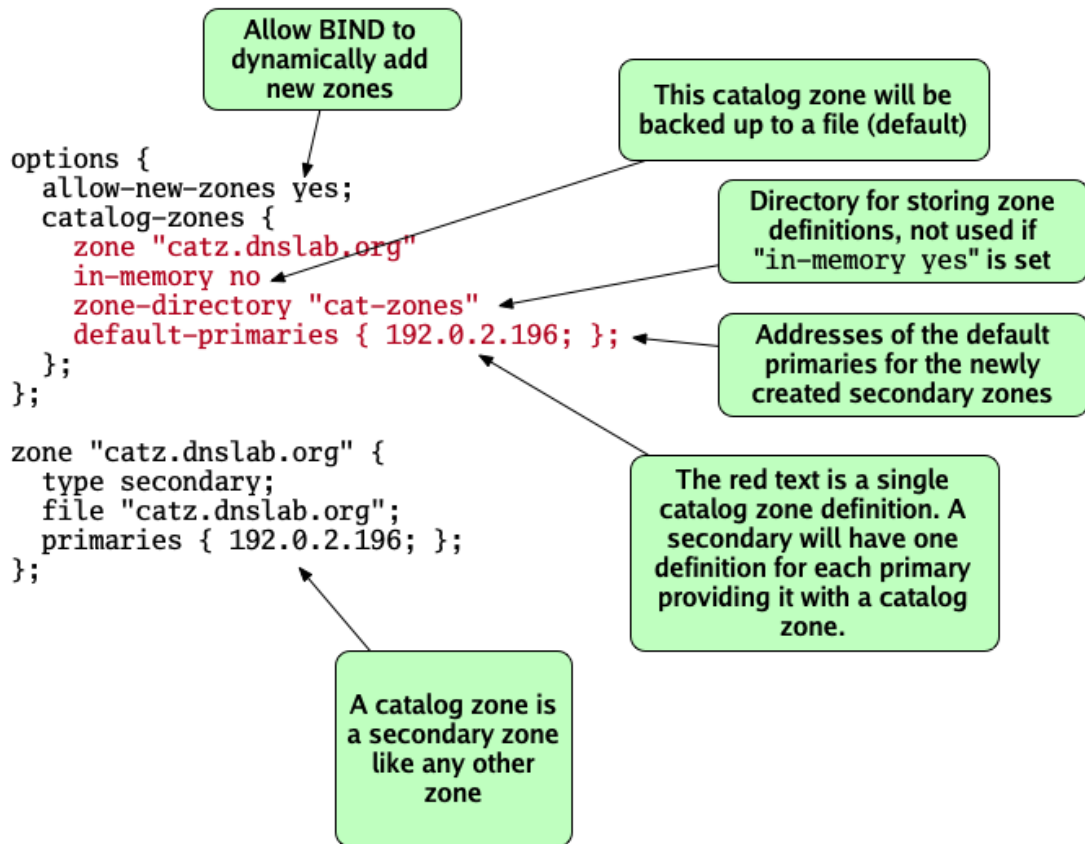 Allow BIND to
dynamically add
new zones
This catalog zone will be
backed up to a file (default)
options {
allow-new-zones yes;
catalog-zones {
zone "catz.dnslab.org"
in-memory no
zone-directory "cat-zones"
default-primaries { 192.0.2.196; };
};
};
Directory for storing zone
definitions, not used if
"in-memory yes" is set
Addresses of the default
primaries for the newly
created secondary zones
zone "catz.dnslab.org" {
type secondary;
file "catz.dnslab.org";
primaries { 192.0.2.196; };
};
The red text is a single
catalog zone definition. A
secondary will have one
definition for each primary
providing it with a catalog
zone.
A catalog zone is
a secondary zone
like any other
zone